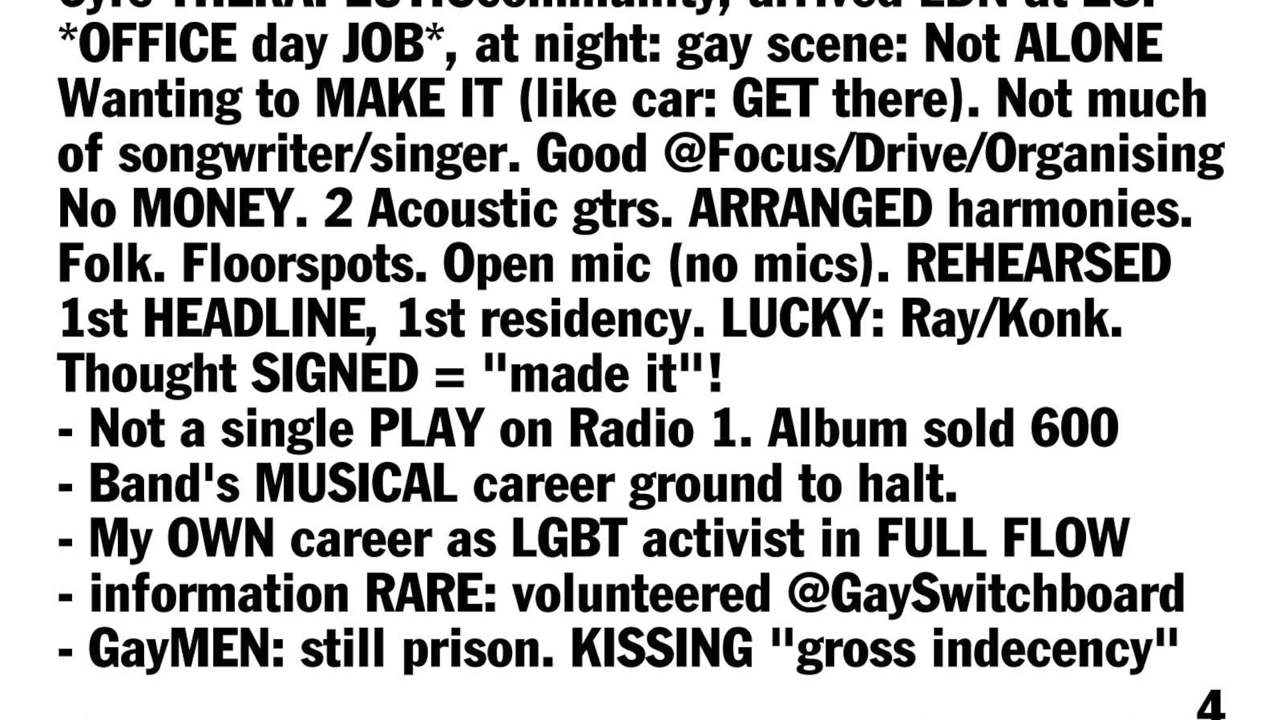 THERAPEUTICcommunity, arrived LDN at
*OFFICE day JOB*, at night: gay scene: Not ALONE
Wanting to MAKE IT (like car: GET there). Not much
of songwriter/singer. Good @Focus/Drive/Organising
No MONEY. 2 Acoustic gtrs. ARRANGED harmonies.
Folk. Floorspots. Open mic (no mics). REHEARSED
1st HEADLINE, 1st residency. LUCKY: Ray/Konk.
Thought SIGNED = "made it"!
- Not a single PLAY on Radio 1. Album sold 600
- Band's MUSICAL career ground to halt.
- My OWN career as LGBT activist in FULL FLOW
- information RARE: volunteered @GaySwitchboard
- GayMEN: still prison. KISSING "gross indecency"
4